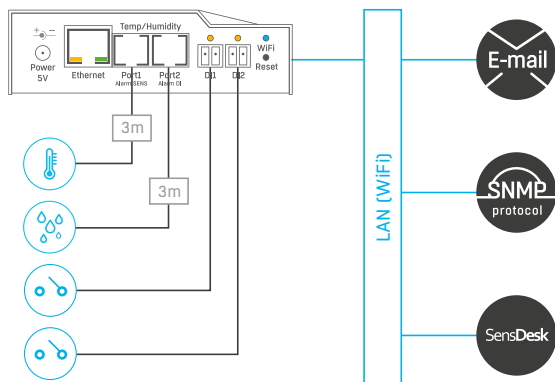 Temp/Humidity
+ −
Power
5V
Ethernet
Port1
Alarm SENS
Port2
Alarm DI
DI1
DI2
WiFi
Reset
3m
3m
LAN (WiFi)
E-mail
SNMP
protocol
SensDesk